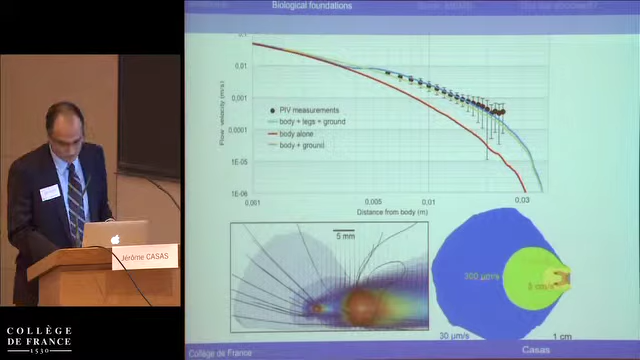 Biological foundations
0,1
0,01
0,001
0,0001
1E-05
1E-06
Flow velocity (m/s)
PIV measurements
body + legs + ground
body alone
body + ground
0,001
0,005
0,01
0,03
Distance from body (m)
5 mm
300 µm/s
3 cm/s
30 µm/s
1 cm
Jérôme CASAS
COLLÈGE
DE FRANCE
1530
Collège de France
Casas